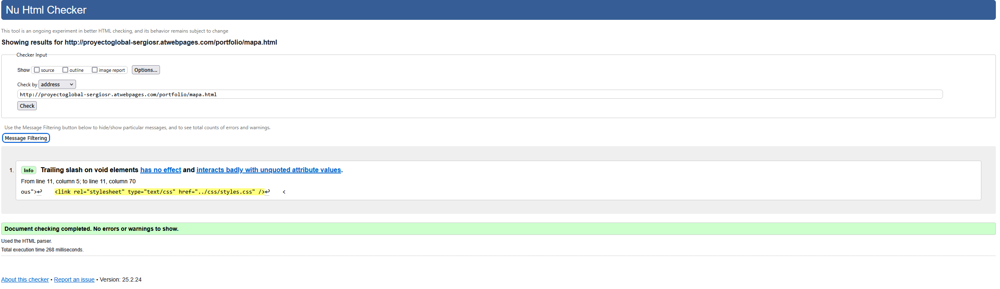 Nu Html Checker
This tool is an ongoing experiment in better HTML checking, and its behavior remains subject to change
Showing results for http://proyectoglobal-sergiosr.atwebpages.com/portfolio/mapa.html
Checker Input
Show source outline image report Options...
Check by address
http://proyectoglobal-sergiosr.atwebpages.com/portfolio/mapa.html
Check
Use the Message Filtering button below to hide/show particular messages, and to see total counts of errors and warnings.
Message Filtering
1. Info Trailing slash on void elements has no effect and interacts badly with unquoted attribute values.
From line 11, column 5; to line 11, column 70
ous">↩ <link rel="stylesheet" type="text/css" href="../css/styles.css" />↩ <
Document checking completed. No errors or warnings to show.
Used the HTML parser.
Total execution time 268 milliseconds.
About this checker • Report an issue • Version: 25.2.24